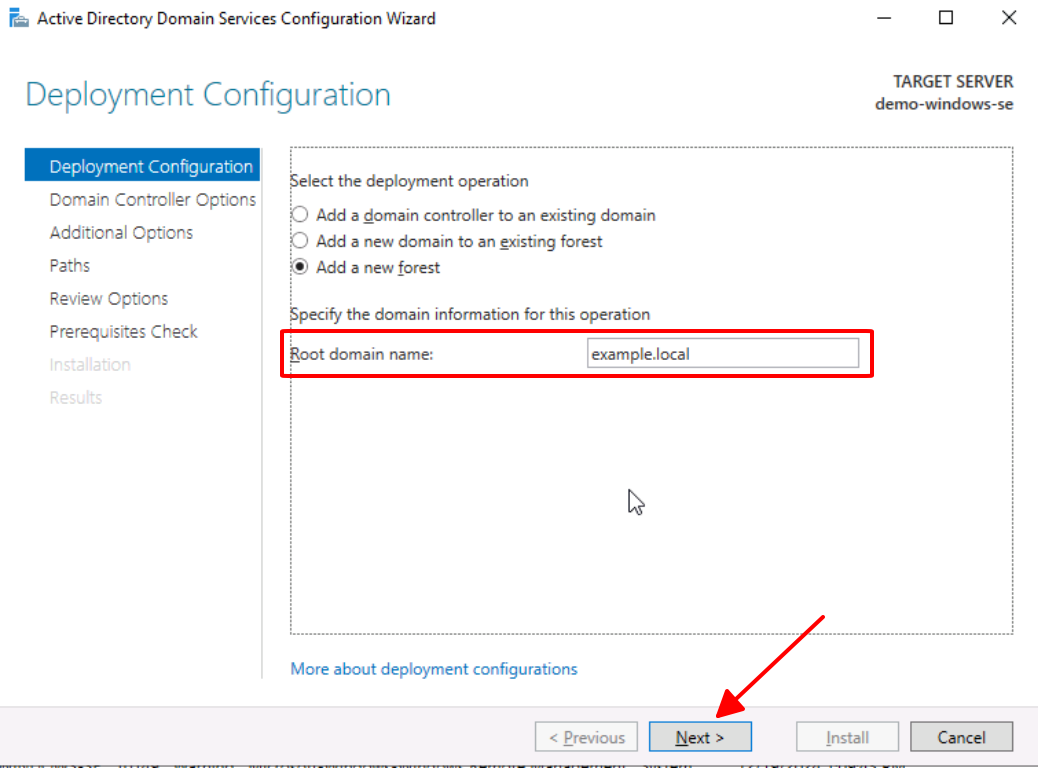 Active Directory Domain Services Configuration Wizard
Deployment Configuration
TARGET SERVER
demo-windows-se
Deployment Configuration
Domain Controller Options
Additional Options
Paths
Review Options
Prerequisites Check
Installation
Results
Select the deployment operation
Add a domain controller to an existing domain
Add a new domain to an existing forest
Add a new forest
Specify the domain information for this operation
Root domain name: example.local
More about deployment configurations
< Previous Next > Install Cancel